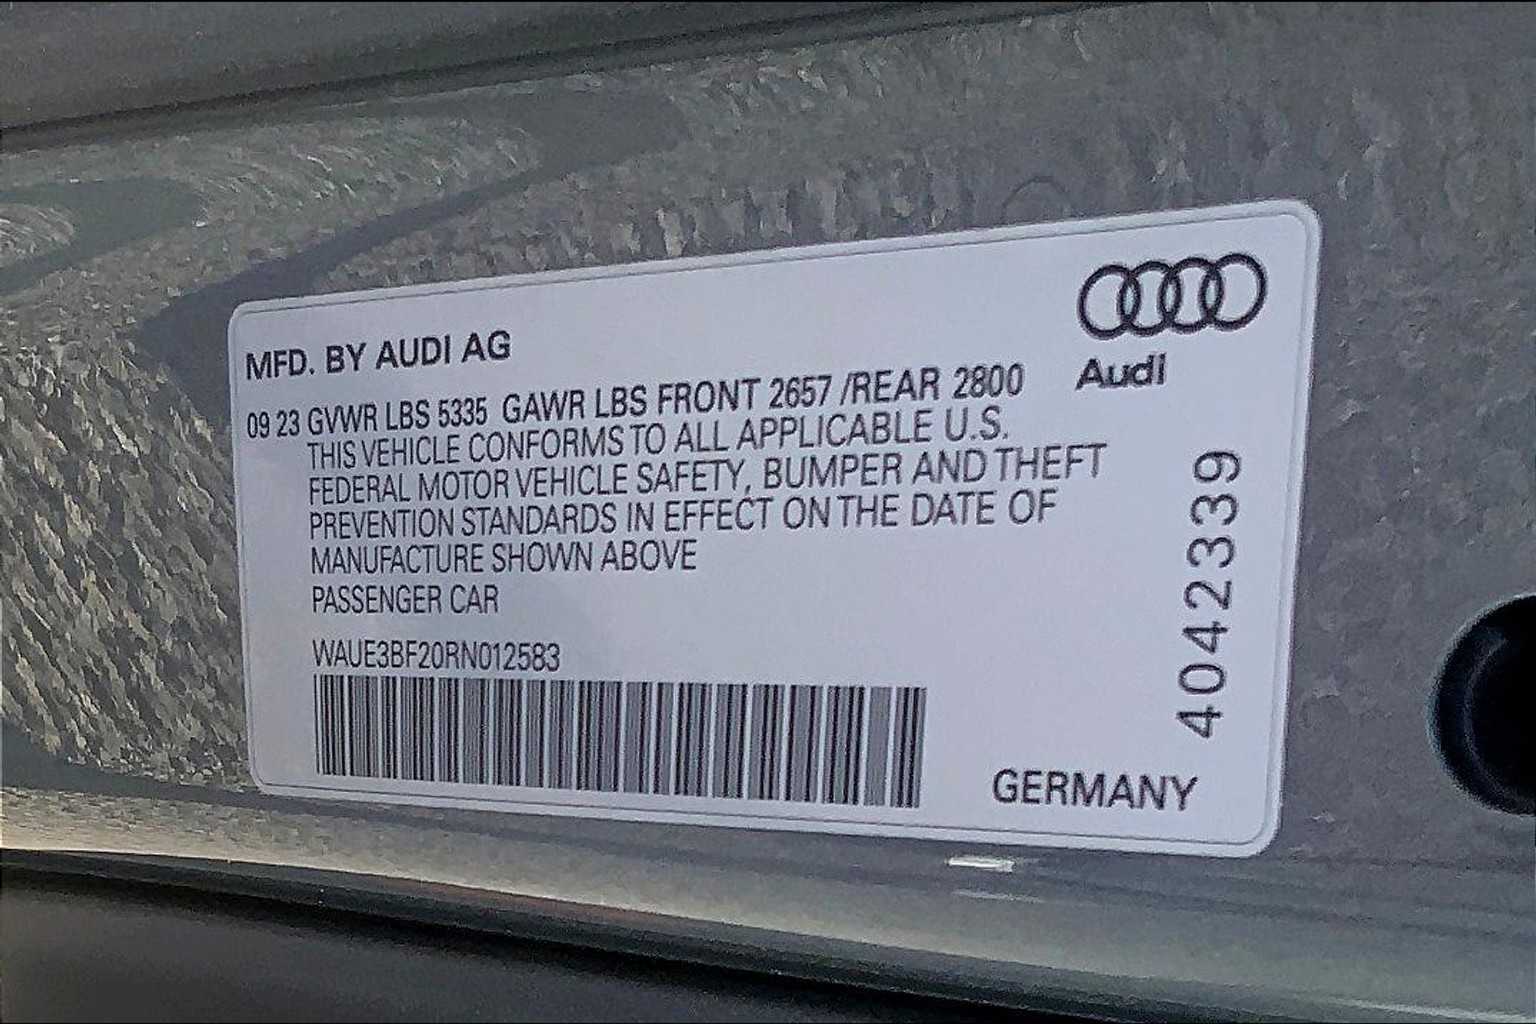 MFD. BY AUDI AG
Audi
09 23 GVWR LBS 5335 GAWR LBS FRONT 2657 /REAR 2800
THIS VEHICLE CONFORMS TO ALL APPLICABLE U.S.
FEDERAL MOTOR VEHICLE SAFETY, BUMPER AND THEFT
PREVENTION STANDARDS IN EFFECT ON THE DATE OF
MANUFACTURE SHOWN ABOVE
PASSENGER CAR
WAUE3BF20RN012583
4042339
GERMANY